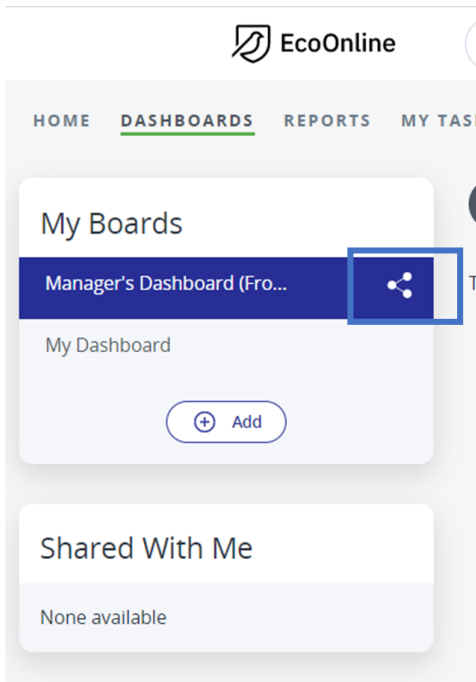 EcoOnline
HOME DASHBOARDS REPORTS MY TAS
My Boards
Manager's Dashboard (Fro...
My Dashboard
Add
Shared With Me
None available